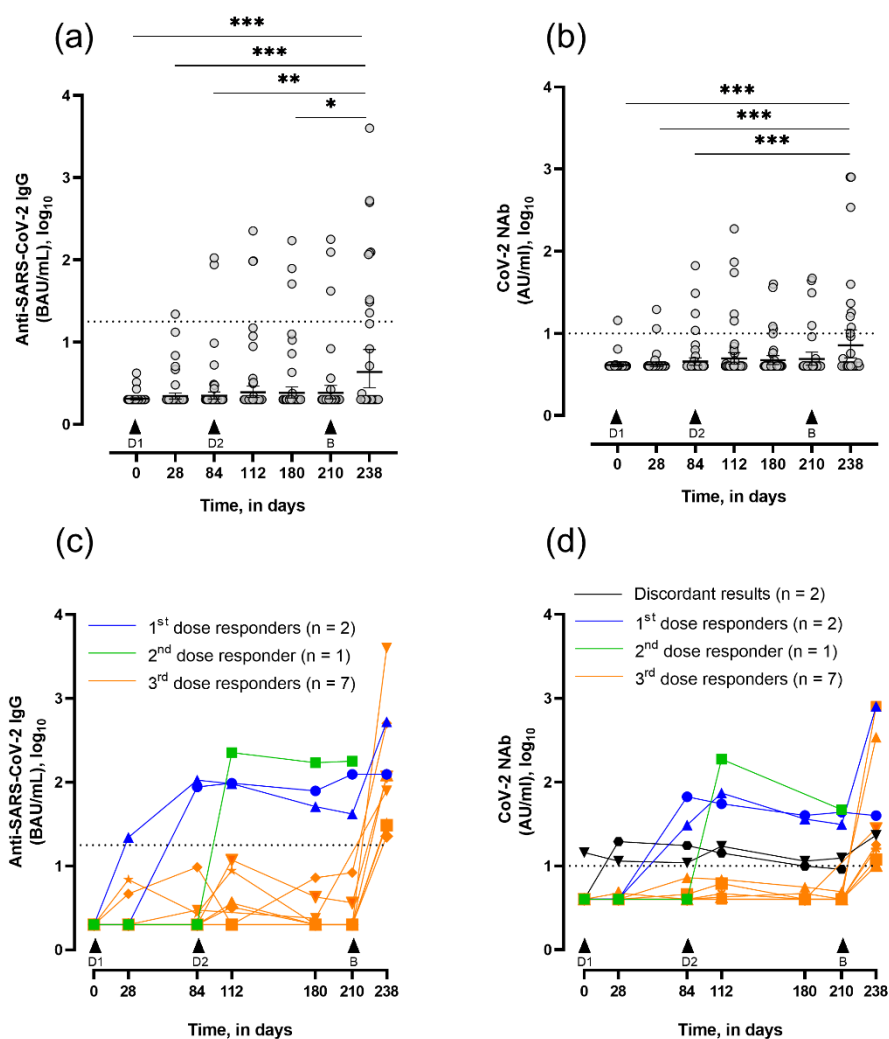 (a)
***
***
**
*
4
3
2
1
0
Anti-SARS-CoV-2 IgG
(BAU/mL), log10
D1
D2
B
0 28 84 112 180 210 238
Time, in days
(b)
***
***
***
4
3
2
1
0
CoV-2 NAb
(AU/ml), log10
D1
D2
B
0 28 84 112 180 210 238
Time, in days
(c)
1st dose responders (n = 2)
2nd dose responder (n = 1)
3rd dose responders (n = 7)
4
3
2
1
0
Anti-SARS-CoV-2 IgG
(BAU/mL), log10
D1
D2
B
0 28 84 112 180 210 238
Time, in days
(d)
Discordant results (n = 2)
1st dose responders (n = 2)
2nd dose responder (n = 1)
3rd dose responders (n = 7)
4
3
2
1
0
CoV-2 NAb
(AU/ml), log10
D1
D2
B
0 28 84 112 180 210 238
Time, in days